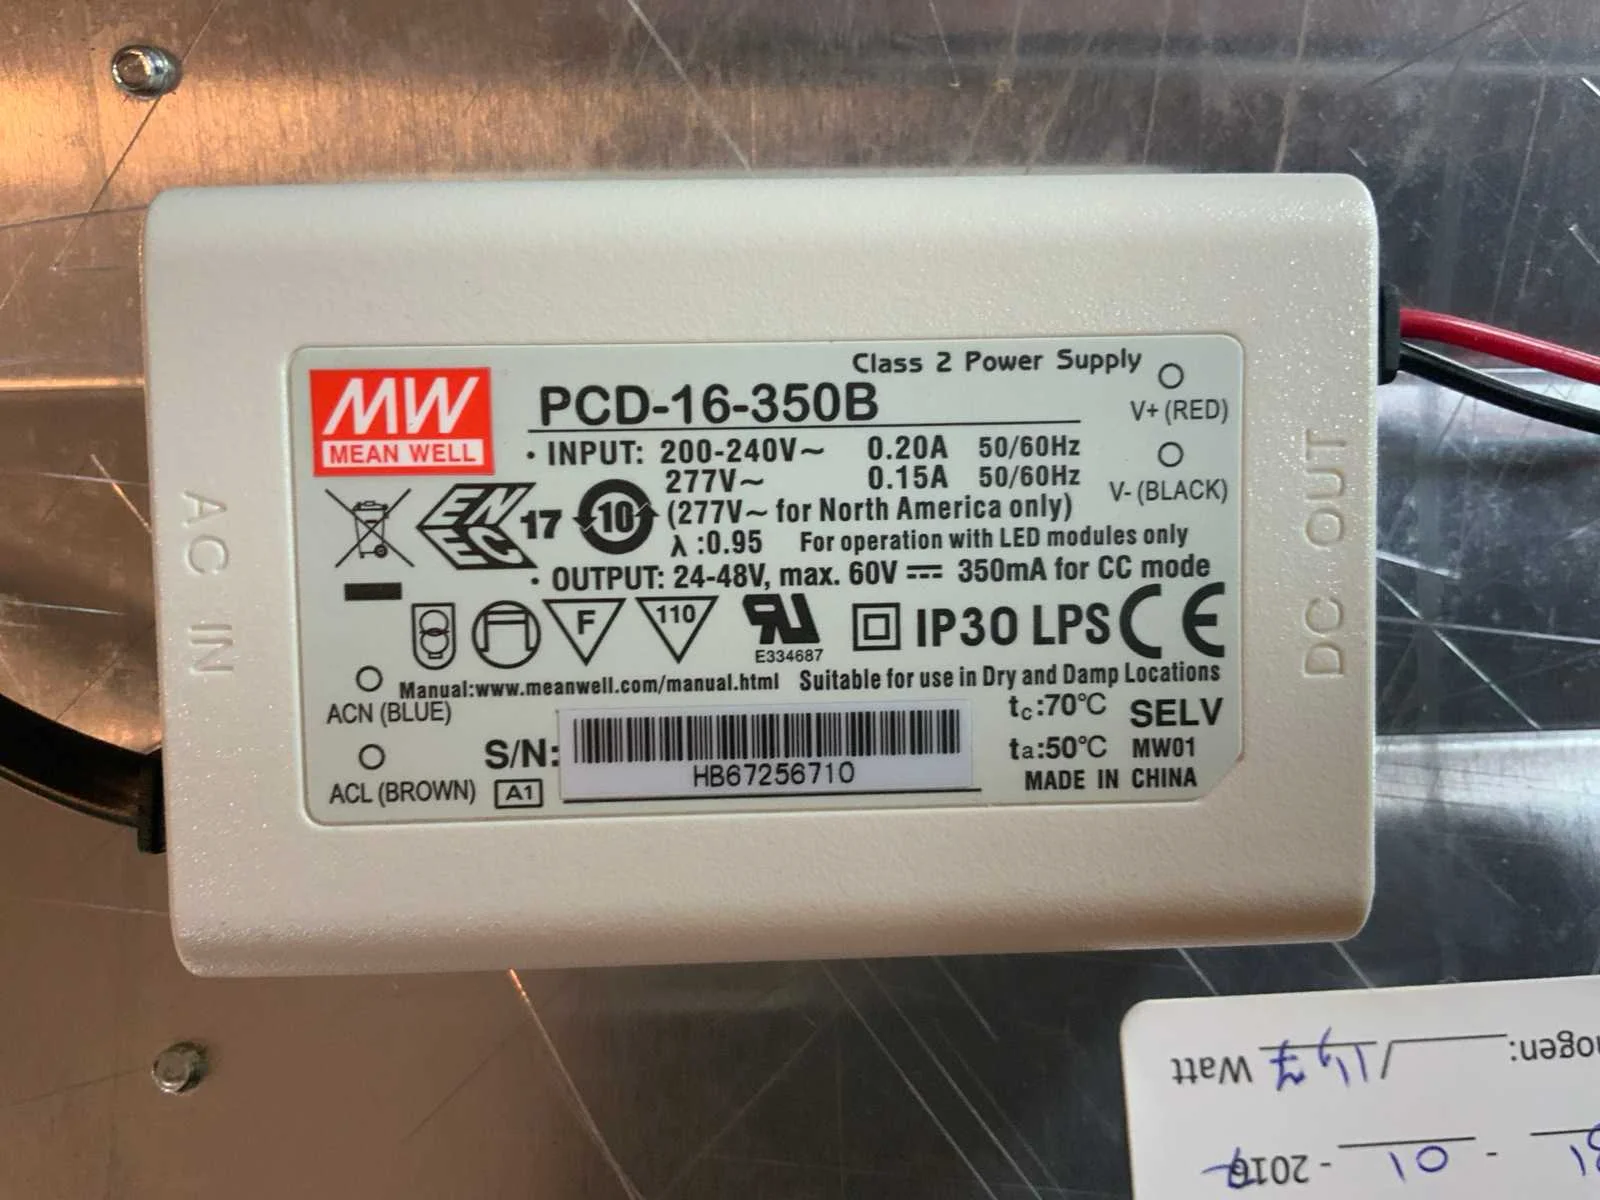 Class 2 Power Supply
MW
MEAN WELL
PCD-16-350B
V+ (RED)
• INPUT: 200-240V~ 0.20A 50/60Hz
277V~ 0.15A 50/60Hz
V- (BLACK)
(277V~ for North America only)
ENEC 17
10
λ :0.95 For operation with LED modules only
• OUTPUT: 24-48V, max. 60V 350mA for CC mode
F
110
E334687
IP30 LPS CE
Manual:www.meanwell.com/manual.html Suitable for use in Dry and Damp Locations
ACN (BLUE)
ACL (BROWN)
S/N:
A1
HB67256710
tc:70°C SELV
ta:50°C MW01
MADE IN CHINA
AC IN
DC OUT
Watt
01 - 201